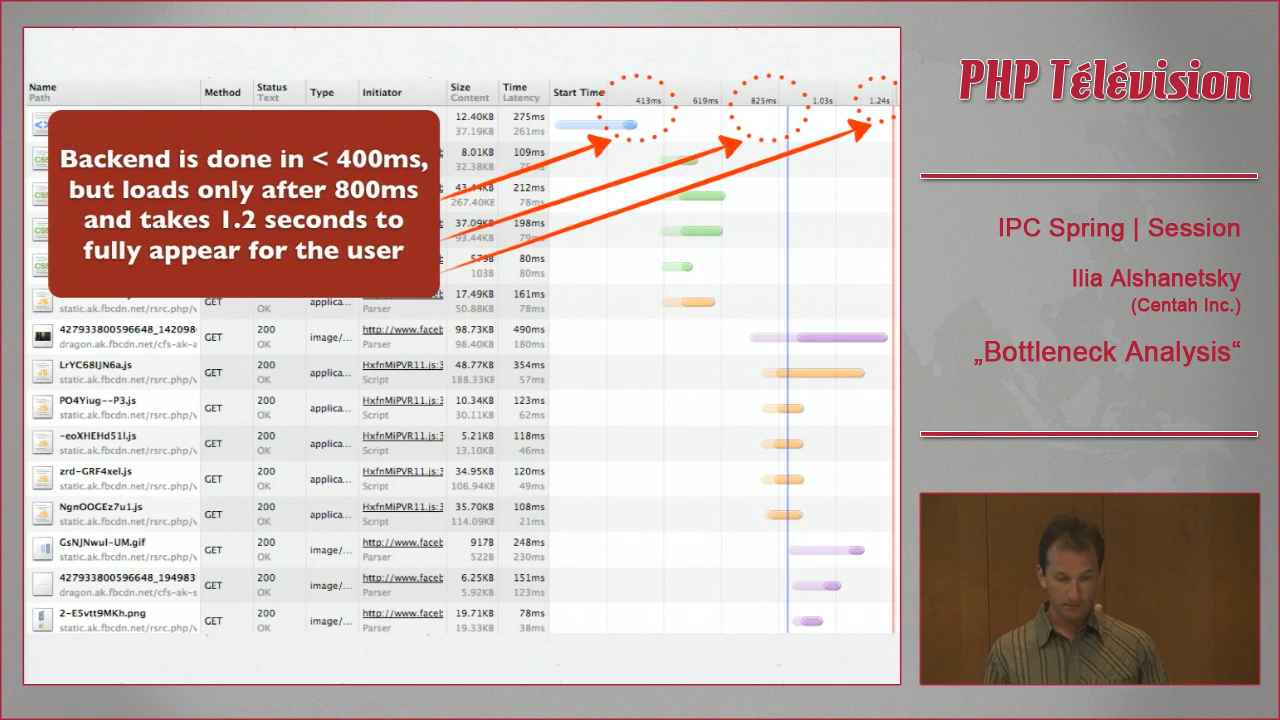 PHP Télévision
IPC Spring | Session
Ilia Alshanetsky
(Centah Inc.)
„Bottleneck Analysis“
Name Method Status Type Initiator Size Time Start Time 413ms 619ms 825ms 1.03s 1.24s
Path Text Content Latency
Backend is done in < 400ms,
but loads only after 800ms
and takes 1.2 seconds to
fully appear for the user
12.40KB 275ms
37.19KB 261ms
8.01KB 109ms
32.38KB
212ms
267.40KB 78ms
37.09KB 198ms
93.44KB
80ms
103B 80ms
17.49KB 161ms
GET applica...
static.ak.fbcdn.net/rsrc.php/v OK 50.88KB 78ms
427933800596648_142098 200 http://www.faceb 98.73KB 490ms
GET image/...
dragon.ak.fbcdn.net/cfs-ak-a OK Parser 98.40KB 180ms
LrYC68IJN6a.js 200 HxfnMiPVR11.js:3 48.77KB 354ms
GET applica...
static.ak.fbcdn.net/rsrc.php/v OK Script 188.33KB 57ms
PO4Yiug--P3.js 200 HxfnMiPVR11.js:3 10.34KB 123ms
GET applica...
static.ak.fbcdn.net/rsrc.php/v OK Script 30.11KB 62ms
-eoXHEHd51l.js 200 HxfnMiPVR11.js:3 5.21KB 118ms
GET applica...
static.ak.fbcdn.net/rsrc.php/v OK Script 13.10KB 46ms
zrd-GRF4xel.js 200 HxfnMiPVR11.js:3 34.95KB 120ms
GET applica...
static.ak.fbcdn.net/rsrc.php/v OK Script 106.94KB 49ms
NgnOOGEz7u1.js 200 HxfnMiPVR11.js:3 35.70KB 108ms
GET applica...
static.ak.fbcdn.net/rsrc.php/v OK Script 114.09KB 21ms
GsNJNwuI-UM.gif 200 http://www.faceb 917B 248ms
GET image/...
static.ak.fbcdn.net/rsrc.php/v OK Parser 522B 230ms
427933800596648_194983 200 http://www.faceb 6.25KB 151ms
GET image/...
dragon.ak.fbcdn.net/cfs-ak-s OK Parser 5.92KB 123ms
2-E5vtt9MKh.png 200 http://www.faceb 19.71KB 78ms
GET image/...
static.ak.fbcdn.net/rsrc.php/v OK Parser 19.33KB 38ms